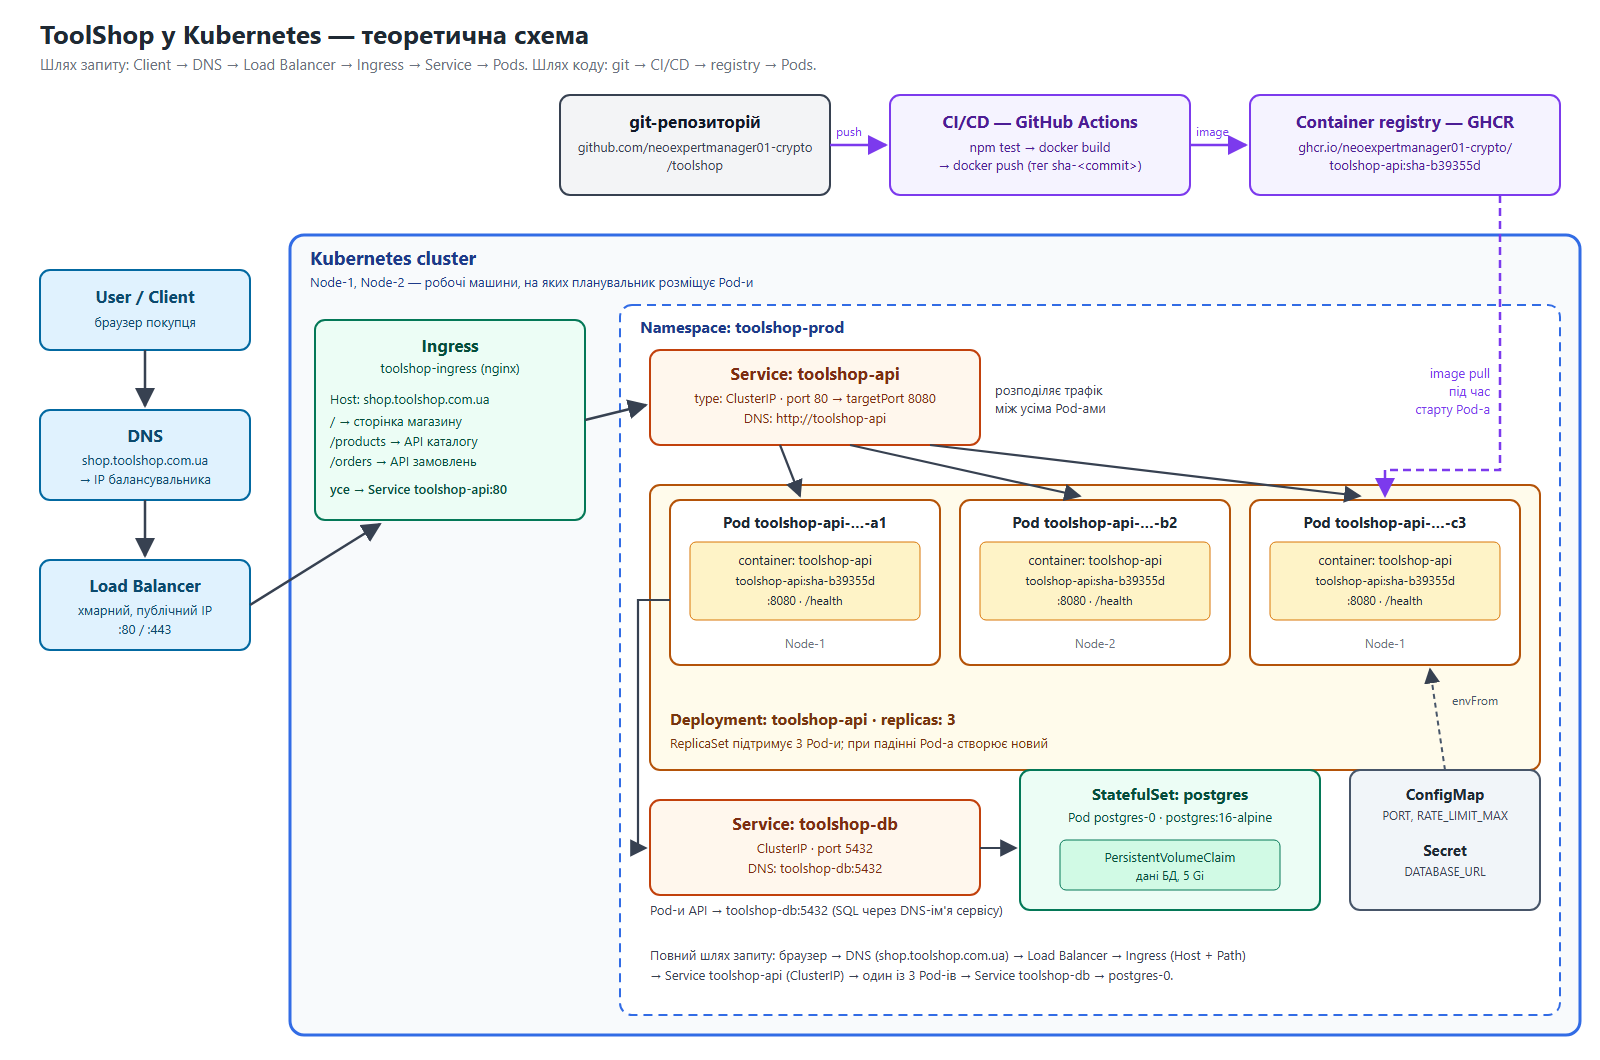 ToolShop у Kubernetes — теоретична схема
Шлях запиту: Client → DNS → Load Balancer → Ingress → Service → Pods. Шлях коду: git → CI/CD → registry → Pods.
git-репозиторій
github.com/neoexpertmanager01-crypto
/toolshop
push
CI/CD — GitHub Actions
npm test → docker build
→ docker push (тег sha-<commit>)
image
Container registry — GHCR
ghcr.io/neoexpertmanager01-crypto/
toolshop-api:sha-b39355d
User / Client
браузер покупця
DNS
shop.toolshop.com.ua
→ IP балансувальника
Load Balancer
хмарний, публічний IP
:80 / :443
Kubernetes cluster
Node-1, Node-2 — робочі машини, на яких планувальник розміщує Pod-и
Ingress
toolshop-ingress (nginx)
Host: shop.toolshop.com.ua
/ → сторінка магазину
/products → API каталогу
/orders → API замовлень
усе → Service toolshop-api:80
Namespace: toolshop-prod
Service: toolshop-api
type: ClusterIP · port 80 → targetPort 8080
DNS: http://toolshop-api
розподіляє трафік
між усіма Pod-ами
image pull
під час
старту Pod-а
Pod toolshop-api-…-a1
container: toolshop-api
toolshop-api:sha-b39355d
:8080 · /health
Node-1
Pod toolshop-api-…-b2
container: toolshop-api
toolshop-api:sha-b39355d
:8080 · /health
Node-2
Pod toolshop-api-…-c3
container: toolshop-api
toolshop-api:sha-b39355d
:8080 · /health
Node-1
envFrom
Deployment: toolshop-api · replicas: 3
ReplicaSet підтримує 3 Pod-и; при падінні Pod-а створює новий
Service: toolshop-db
ClusterIP · port 5432
DNS: toolshop-db:5432
Pod-и API → toolshop-db:5432 (SQL через DNS-ім'я сервісу)
StatefulSet: postgres
Pod postgres-0 · postgres:16-alpine
PersistentVolumeClaim
дані БД, 5 Gi
ConfigMap
PORT, RATE_LIMIT_MAX
Secret
DATABASE_URL
Повний шлях запиту: браузер → DNS (shop.toolshop.com.ua) → Load Balancer → Ingress (Host + Path)
→ Service toolshop-api (ClusterIP) → один із 3 Pod-ів → Service toolshop-db → postgres-0.